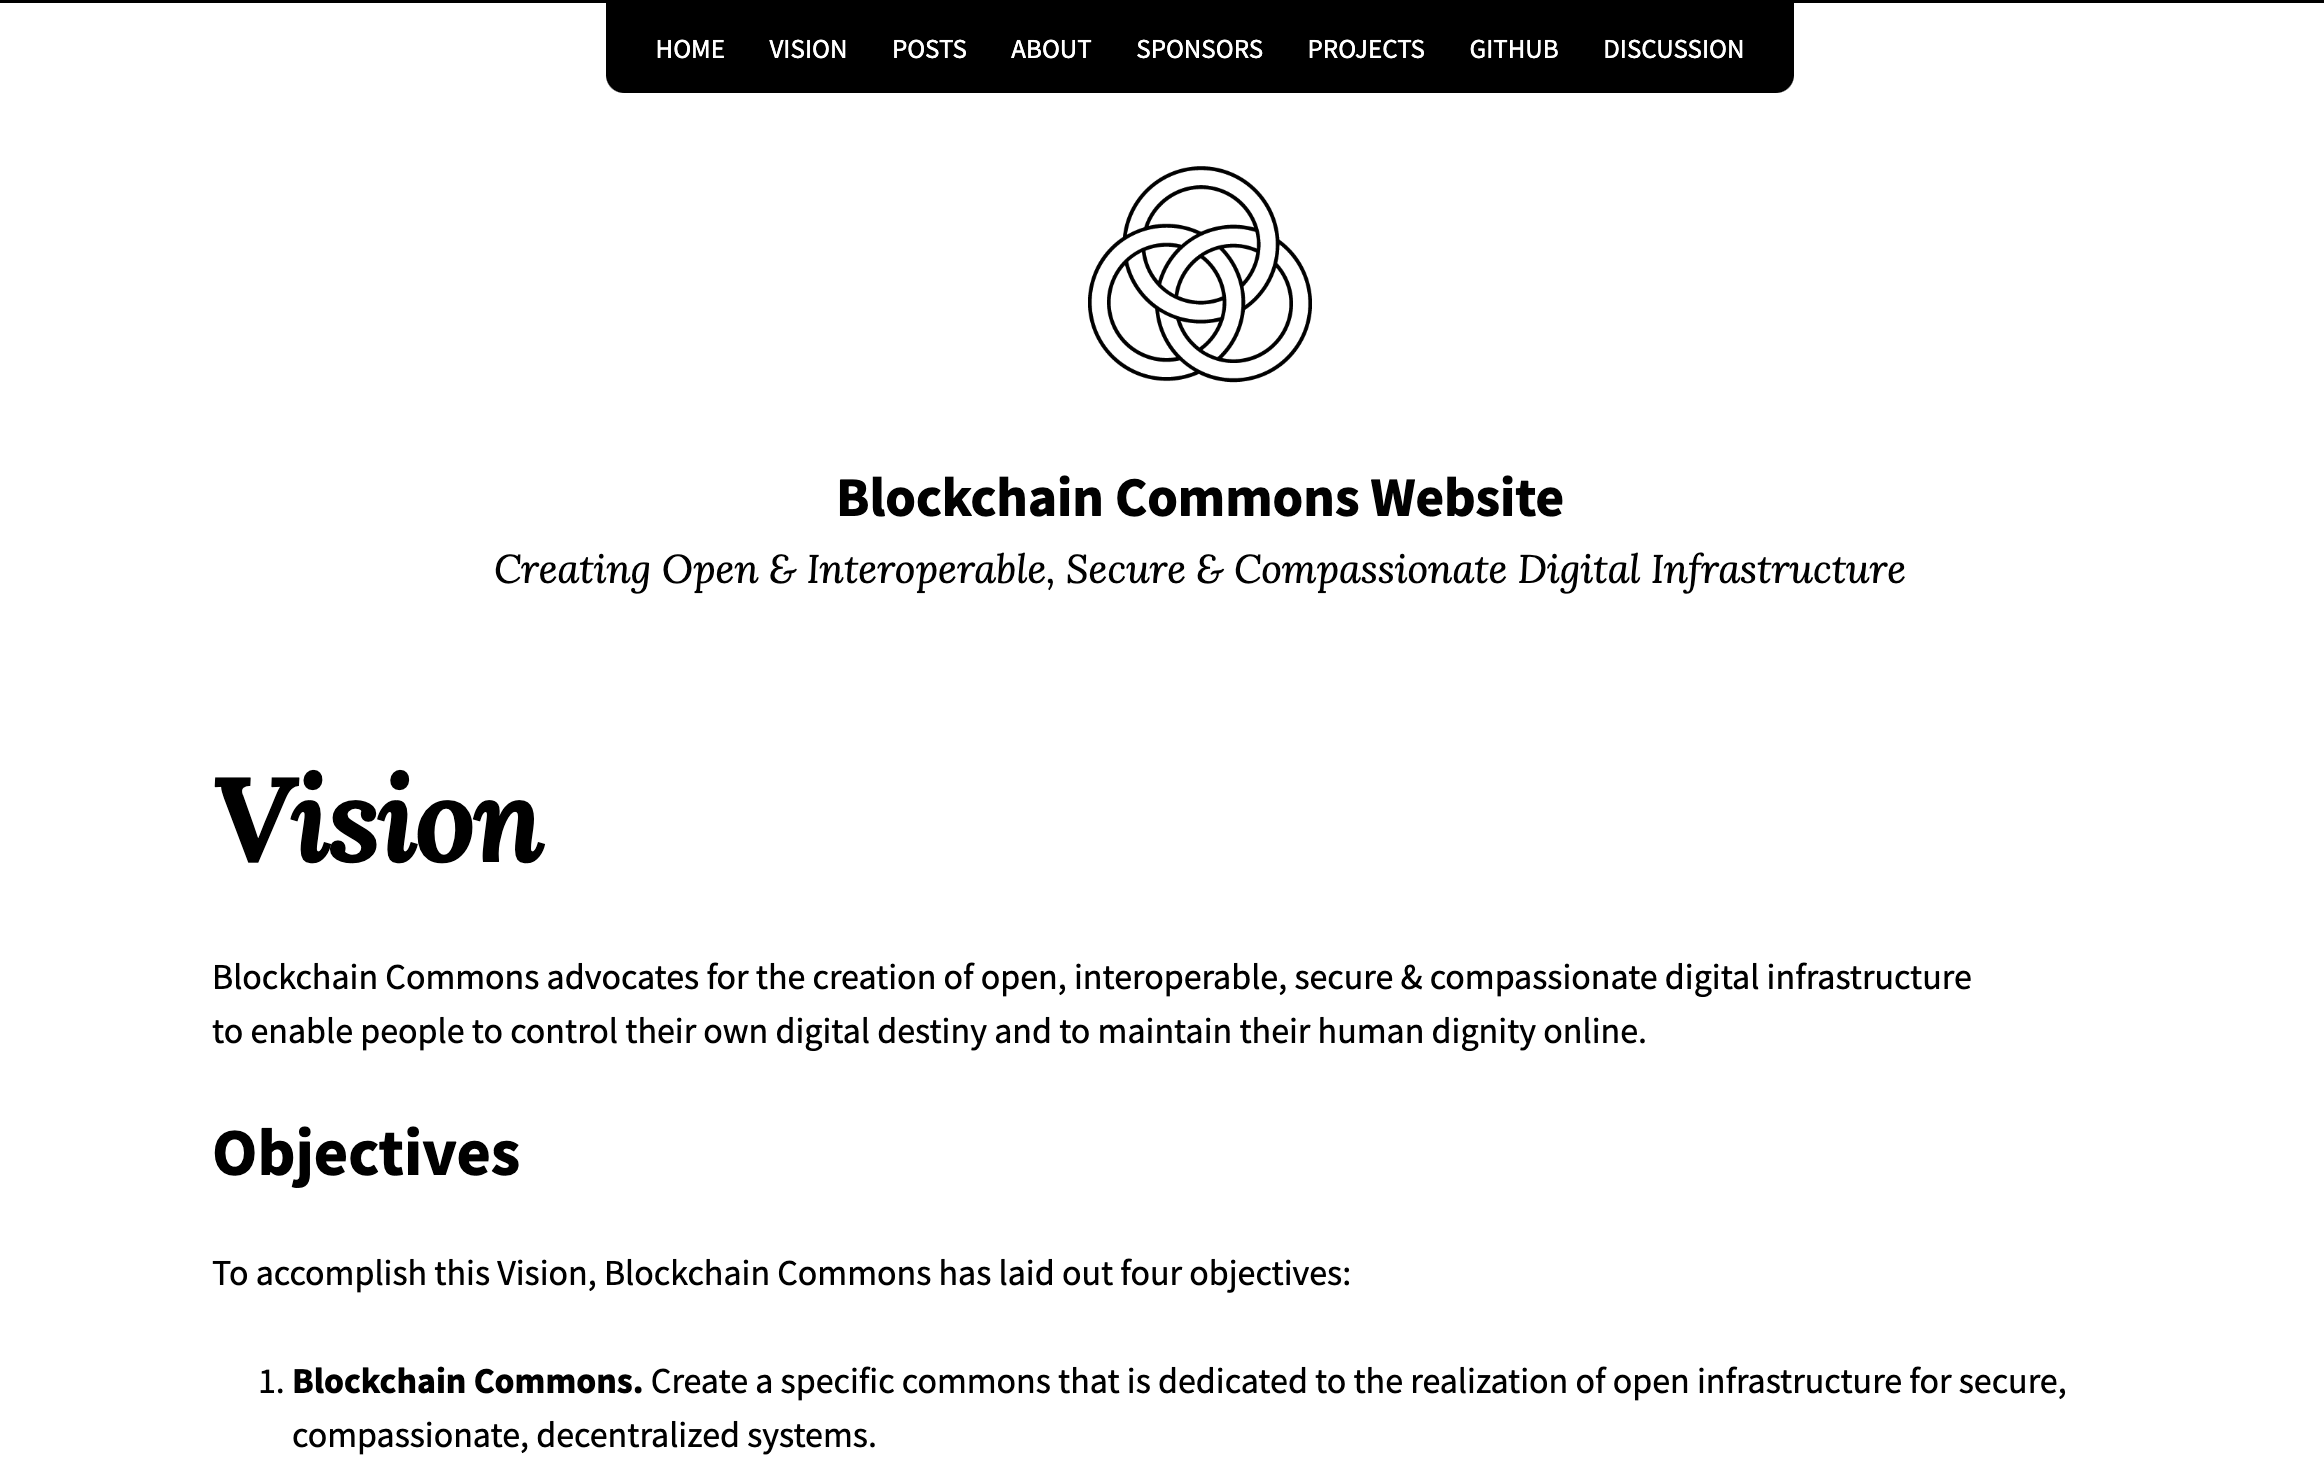 HOME VISION POSTS ABOUT SPONSORS PROJECTS GITHUB DISCUSSION
Blockchain Commons Website
Creating Open & Interoperable, Secure & Compassionate Digital Infrastructure
Vision
Blockchain Commons advocates for the creation of open, interoperable, secure & compassionate digital infrastructure
to enable people to control their own digital destiny and to maintain their human dignity online.
Objectives
To accomplish this Vision, Blockchain Commons has laid out four objectives:
1. Blockchain Commons. Create a specific commons that is dedicated to the realization of open infrastructure for secure,
compassionate, decentralized systems.